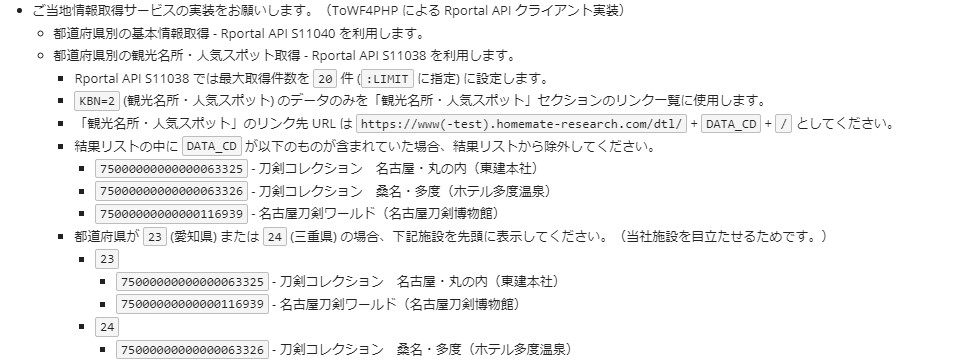 ご当地情報取得サービスの実装をお願いします。（ToWF4PHP による Rportal API クライアント実装）
都道府県別の基本情報取得 - Rportal API S11040 を利用します。
都道府県別の観光名所・人気スポット取得 - Rportal API S11038 を利用します。
Rportal API S11038 では最大取得件数を 20 件 (:LIMIT に指定) に設定します。
KBN=2 (観光名所・人気スポット) のデータのみを「観光名所・人気スポット」セクションのリンク一覧に使用します。
「観光名所・人気スポット」のリンク先 URL は https://www(-test).homemate-research.com/dtl/ + DATA_CD + / としてください。
結果リストの中に DATA_CD が以下のものが含まれていた場合、結果リストから除外してください。
75000000000000063325 - 刀剣コレクション　名古屋・丸の内（東建本社）
75000000000000063326 - 刀剣コレクション　桑名・多度（ホテル多度温泉）
75000000000000116939 - 名古屋刀剣ワールド（名古屋刀剣博物館）
都道府県が 23 (愛知県) または 24 (三重県) の場合、下記施設を先頭に表示してください。（当社施設を目立たせるためです。）
23
75000000000000063325 - 刀剣コレクション　名古屋・丸の内（東建本社）
75000000000000116939 - 名古屋刀剣ワールド（名古屋刀剣博物館）
24
75000000000000063326 - 刀剣コレクション　桑名・多度（ホテル多度温泉）